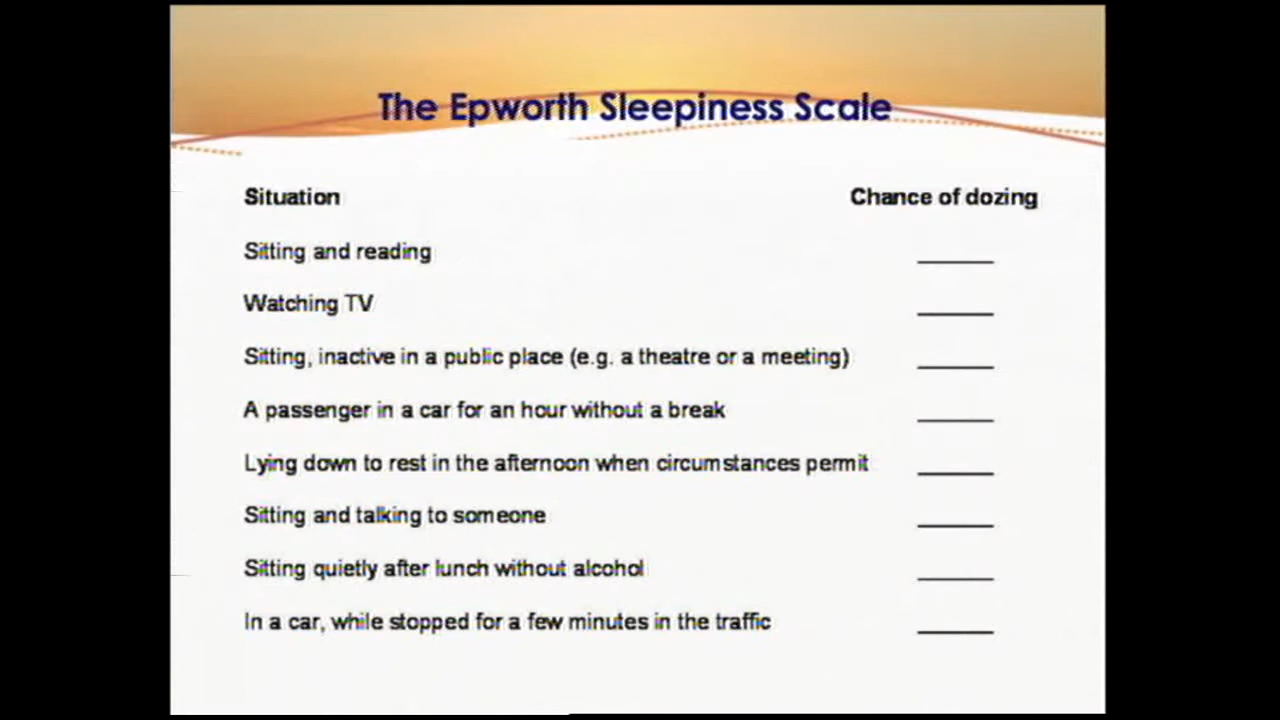 The Epworth Sleepiness Scale
Situation Chance of dozing
Sitting and reading
Watching TV
Sitting, inactive in a public place (e.g. a theatre or a meeting)
A passenger in a car for an hour without a break
Lying down to rest in the afternoon when circumstances permit
Sitting and talking to someone
Sitting quietly after lunch without alcohol
In a car, while stopped for a few minutes in the traffic